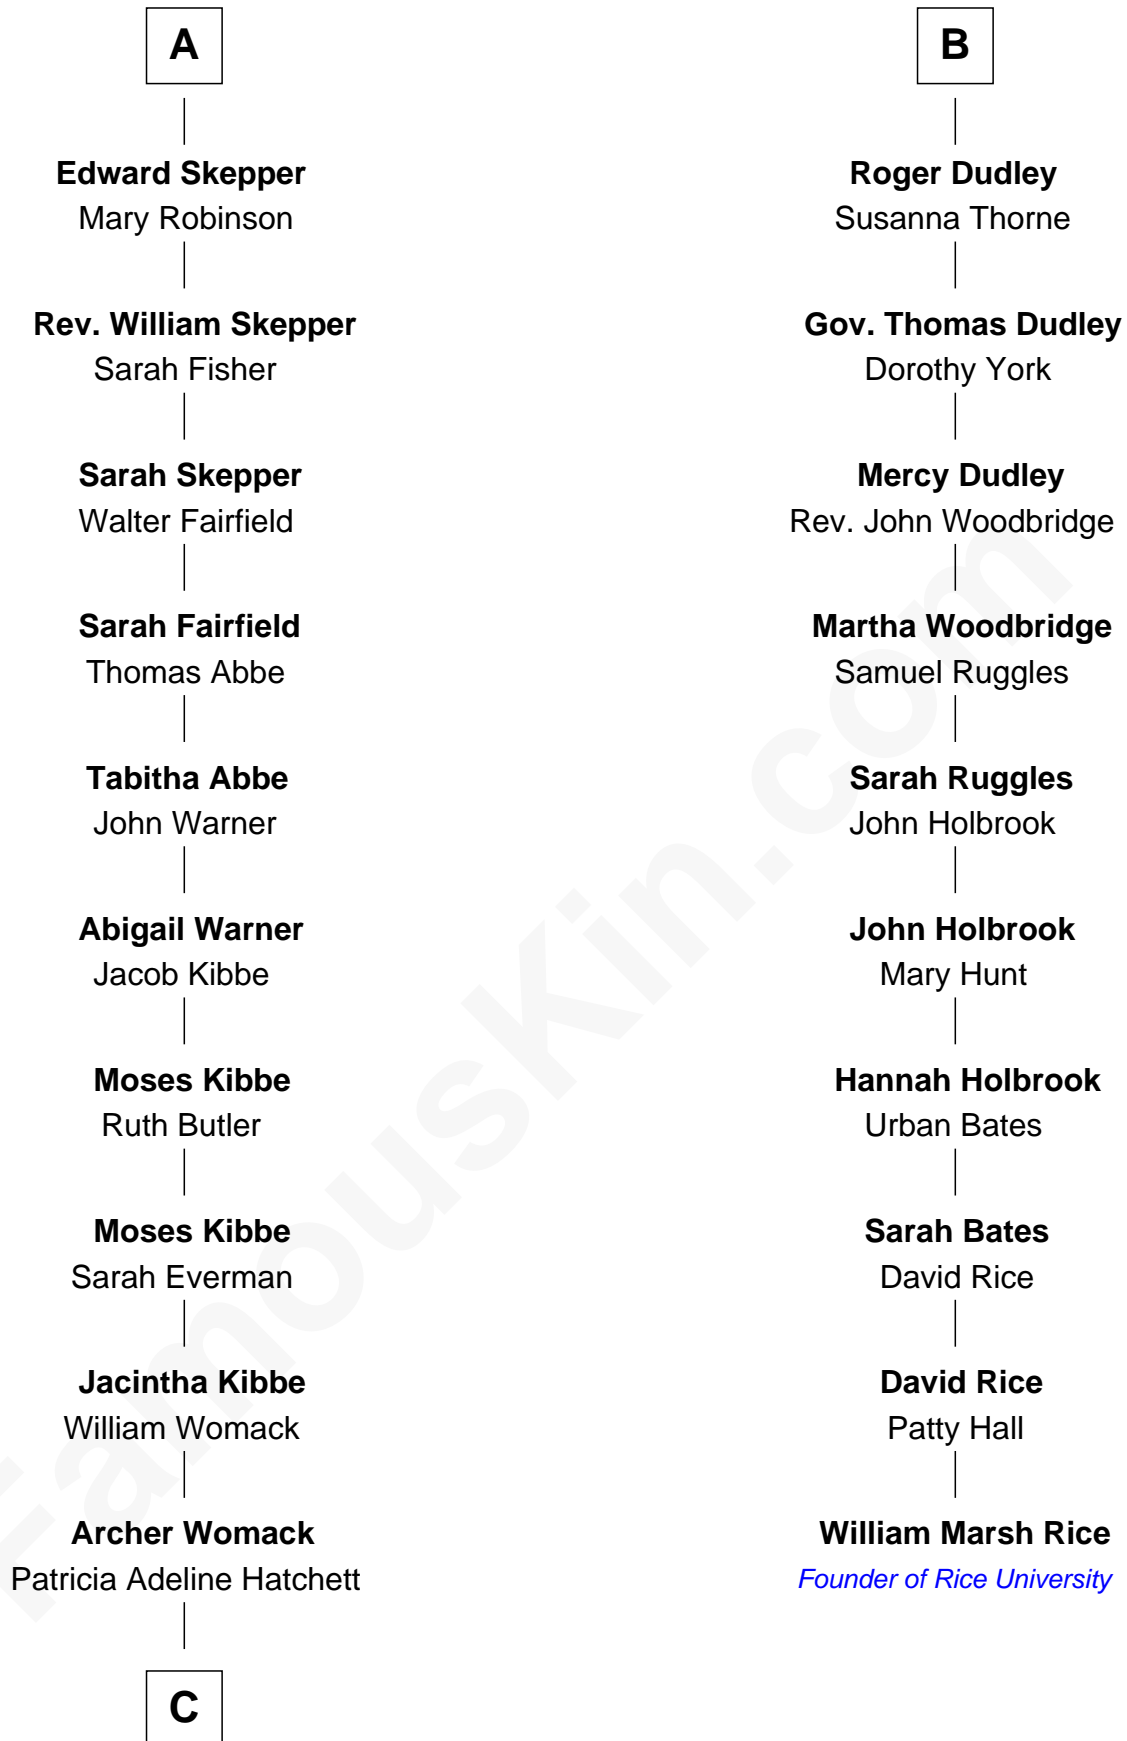 A
Edward Skepper
Mary Robinson
Rev. William Skepper
Sarah Fisher
Sarah Skepper
Walter Fairfield
Sarah Fairfield
Thomas Abbe
Tabitha Abbe
John Warner
Abigail Warner
Jacob Kibbe
Moses Kibbe
Ruth Butler
Moses Kibbe
Sarah Everman
Jacintha Kibbe
William Womack
Archer Womack
Patricia Adeline Hatchett
C
B
Roger Dudley
Susanna Thorne
Gov. Thomas Dudley
Dorothy York
Mercy Dudley
Rev. John Woodbridge
Martha Woodbridge
Samuel Ruggles
Sarah Ruggles
John Holbrook
John Holbrook
Mary Hunt
Hannah Holbrook
Urban Bates
Sarah Bates
David Rice
David Rice
Patty Hall
William Marsh Rice
Founder of Rice University
FamousKin.com